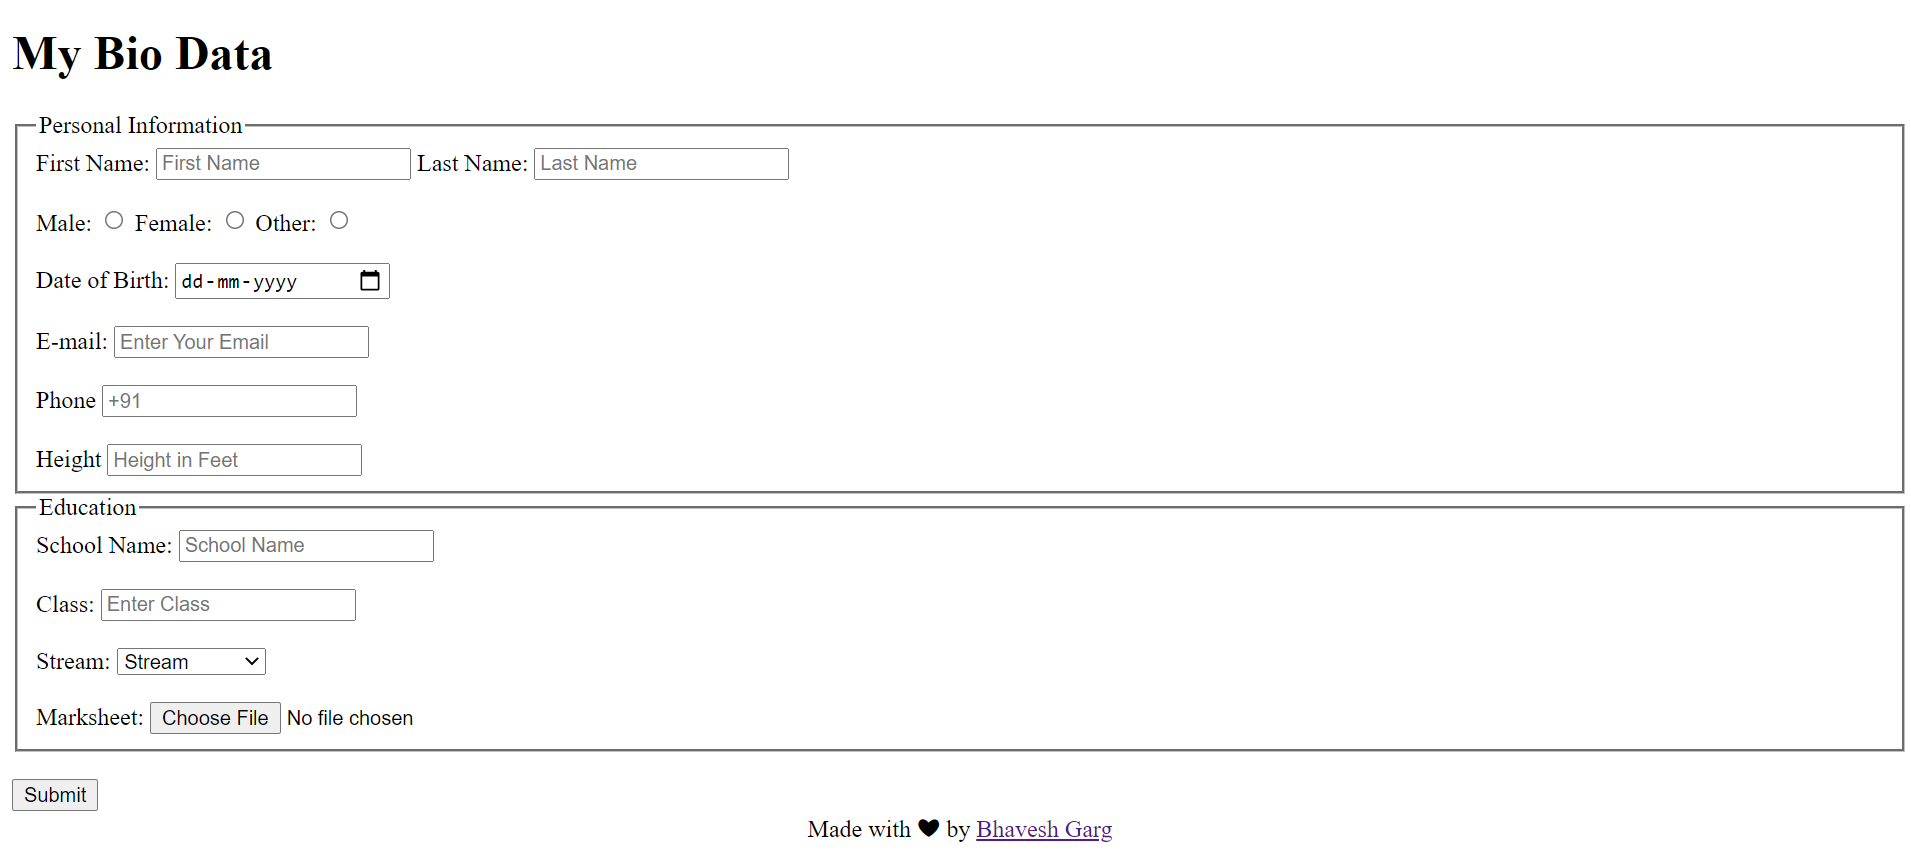 My Bio Data
Personal Information
First Name: First Name Last Name: Last Name
Male: Female: Other:
Date of Birth: dd-mm-yyyy
E-mail: Enter Your Email
Phone +91
Height Height in Feet
Education
School Name: School Name
Class: Enter Class
Stream: Stream
Marksheet: Choose File No file chosen
Submit
Made with ♥ by Bhavesh Garg